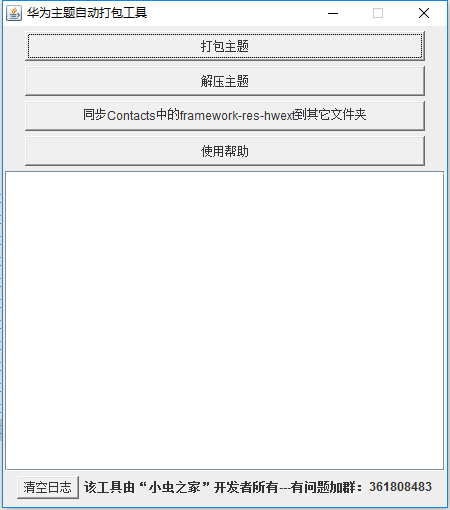 华为主题自动打包工具
打包主题
解压主题
同步Contacts中的framework-res-hwext到其它文件夹
使用帮助
清空日志 该工具由“小虫之家”开发者所有---有问题加群：361808483